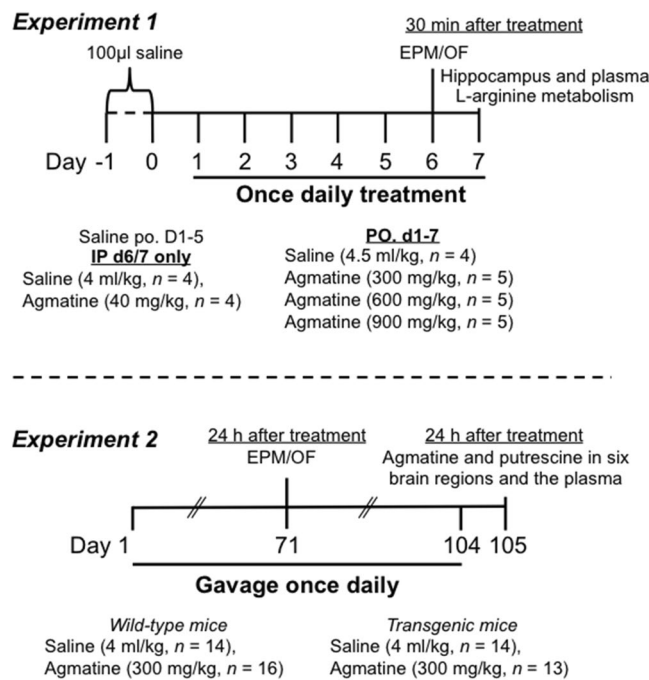 Experiment 1
30 min after treatment
100µl saline
EPM/OF
Hippocampus and plasma
L-arginine metabolism
Day -1 0 1 2 3 4 5 6 7
Once daily treatment
Saline po. D1-5
IP d6/7 only
Saline (4 ml/kg, n = 4),
Agmatine (40 mg/kg, n = 4)
PO. d1-7
Saline (4.5 ml/kg, n = 4)
Agmatine (300 mg/kg, n = 5)
Agmatine (600 mg/kg, n = 5)
Agmatine (900 mg/kg, n = 5)
Experiment 2
24 h after treatment
EPM/OF
24 h after treatment
Agmatine and putrescine in six
brain regions and the plasma
Day 1 71 104 105
Gavage once daily
Wild-type mice
Saline (4 ml/kg, n = 14),
Agmatine (300 mg/kg, n = 16)
Transgenic mice
Saline (4 ml/kg, n = 14),
Agmatine (300 mg/kg, n = 13)